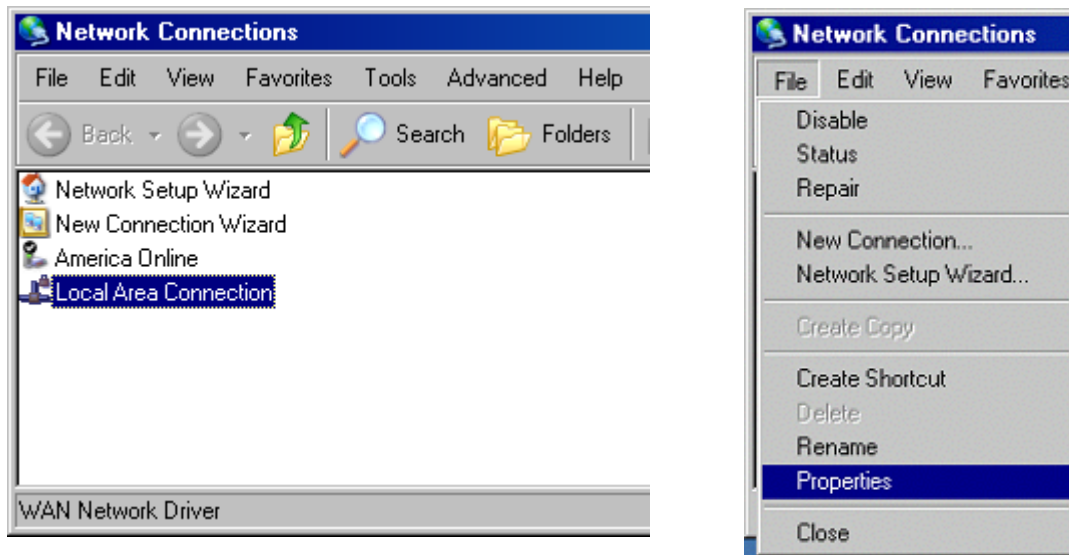 Network Connections
File Edit View Favorites Tools Advanced Help
Back Search Folders
Network Setup Wizard
New Connection Wizard
America Online
Local Area Connection
WAN Network Driver
Network Connections
File Edit View Favorites
Disable
Status
Repair
New Connection...
Network Setup Wizard...
Create Copy
Create Shortcut
Delete
Rename
Properties
Close